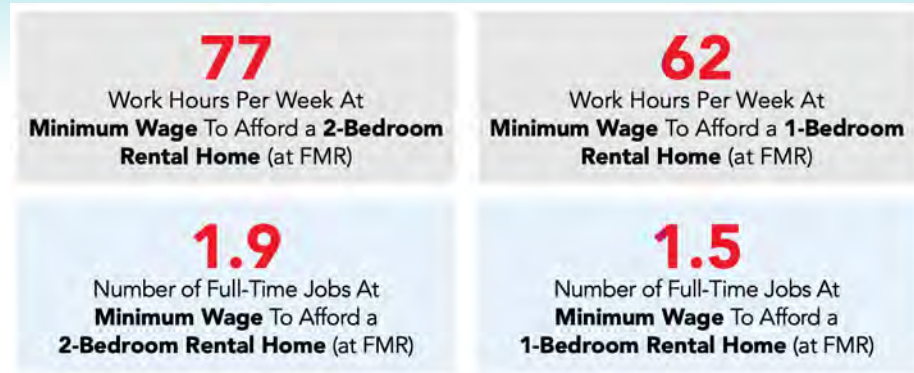 77
Work Hours Per Week At
Minimum Wage To Afford a 2-Bedroom
Rental Home (at FMR)
62
Work Hours Per Week At
Minimum Wage To Afford a 1-Bedroom
Rental Home (at FMR)
1.9
Number of Full-Time Jobs At
Minimum Wage To Afford a
2-Bedroom Rental Home (at FMR)
1.5
Number of Full-Time Jobs At
Minimum Wage To Afford a
1-Bedroom Rental Home (at FMR)